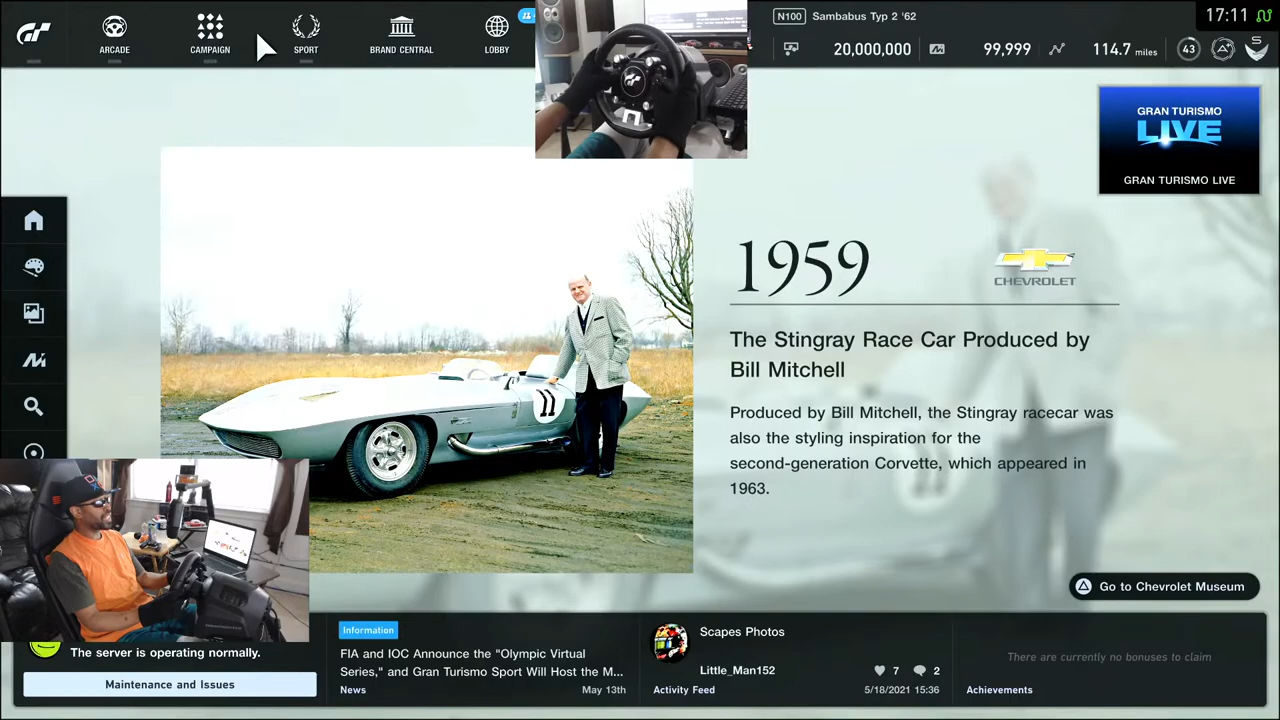 GT
ARCADE
CAMPAIGN
SPORT
BRAND CENTRAL
LOBBY
N100 Sambabus Typ 2 '62
17:11
20,000,000
99,999
114.7 miles
43
S
GRAN TURISMO
LIVE
GRAN TURISMO LIVE
1959
CHEVROLET
The Stingray Race Car Produced by
Bill Mitchell
Produced by Bill Mitchell, the Stingray racecar was
also the styling inspiration for the
second-generation Corvette, which appeared in
1963.
11
Go to Chevrolet Museum
The server is operating normally.
Maintenance and Issues
Information
FIA and IOC Announce the "Olympic Virtual
Series," and Gran Turismo Sport Will Host the M...
News May 13th
Scapes Photos
Little_Man152
7 2
Activity Feed 5/18/2021 15:36
There are currently no bonuses to claim
Achievements